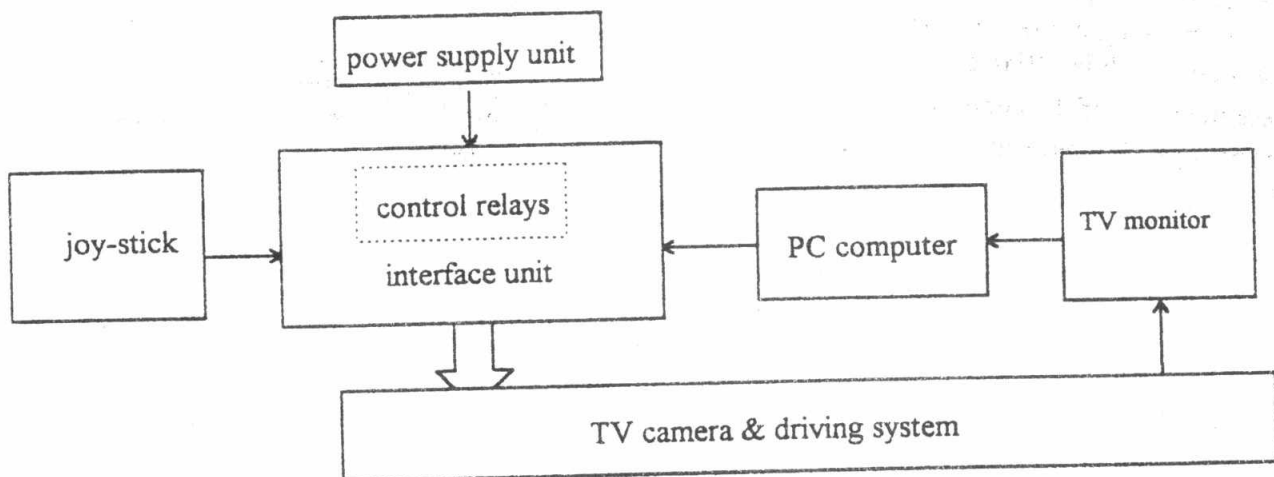 power supply unit
control relays
joy-stick
interface unit
PC computer
TV monitor
TV camera & driving system